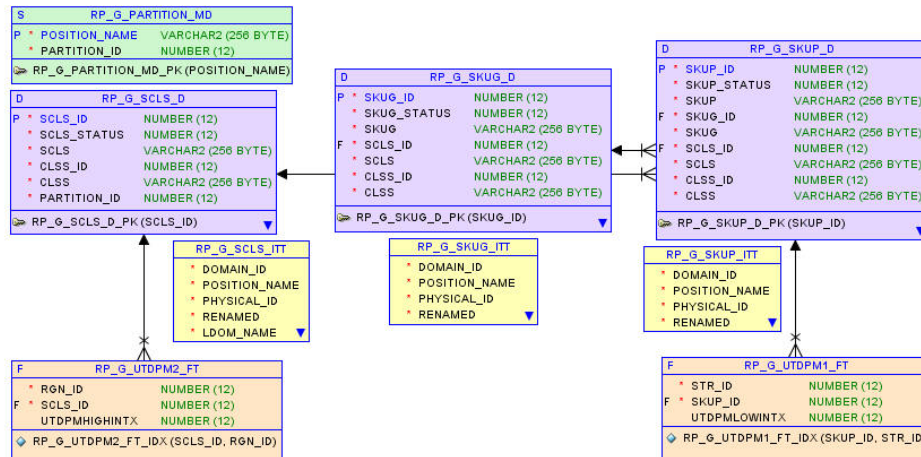 S RP_G_PARTITION_MD
P * POSITION_NAME VARCHAR2 (256 BYTE)
* PARTITION_ID NUMBER (12)
RP_G_PARTITION_MD_PK (POSITION_NAME)
D RP_G_SCLS_D
P * SCLS_ID NUMBER (12)
* SCLS_STATUS NUMBER (12)
* SCLS VARCHAR2 (256 BYTE)
* CLSS_ID NUMBER (12)
* CLSS VARCHAR2 (256 BYTE)
* PARTITION_ID NUMBER (12)
RP_G_SCLS_D_PK (SCLS_ID)
D RP_G_SKUG_D
P * SKUG_ID NUMBER (12)
* SKUG_STATUS NUMBER (12)
* SKUG VARCHAR2 (256 BYTE)
F * SCLS_ID NUMBER (12)
* SCLS VARCHAR2 (256 BYTE)
* CLSS_ID NUMBER (12)
* CLSS VARCHAR2 (256 BYTE)
RP_G_SKUG_D_PK (SKUG_ID)
D RP_G_SKUP_D
P * SKUP_ID NUMBER (12)
* SKUP_STATUS NUMBER (12)
* SKUP VARCHAR2 (256 BYTE)
F * SKUG_ID NUMBER (12)
* SKUG VARCHAR2 (256 BYTE)
F * SCLS_ID NUMBER (12)
* SCLS VARCHAR2 (256 BYTE)
* CLSS_ID NUMBER (12)
* CLSS VARCHAR2 (256 BYTE)
RP_G_SKUP_D_PK (SKUP_ID)
RP_G_SCLS_ITT
* DOMAIN_ID
* POSITION_NAME
* PHYSICAL_ID
* RENAMED
* LDOM_NAME
RP_G_SKUG_ITT
* DOMAIN_ID
* POSITION_NAME
* PHYSICAL_ID
* RENAMED
RP_G_SKUP_ITT
* DOMAIN_ID
* POSITION_NAME
* PHYSICAL_ID
* RENAMED
F RP_G_UTDPM2_FT
* RGN_ID NUMBER (12)
F * SCLS_ID NUMBER (12)
UTDPMHIGHINTX NUMBER (12)
RP_G_UTDPM2_FT_IDX (SCLS_ID, RGN_ID)
F RP_G_UTDPM1_FT
* STR_ID NUMBER (12)
F * SKUP_ID NUMBER (12)
UTDPMLOWINTX NUMBER (12)
RP_G_UTDPM1_FT_IDX (SKUP_ID, STR_ID